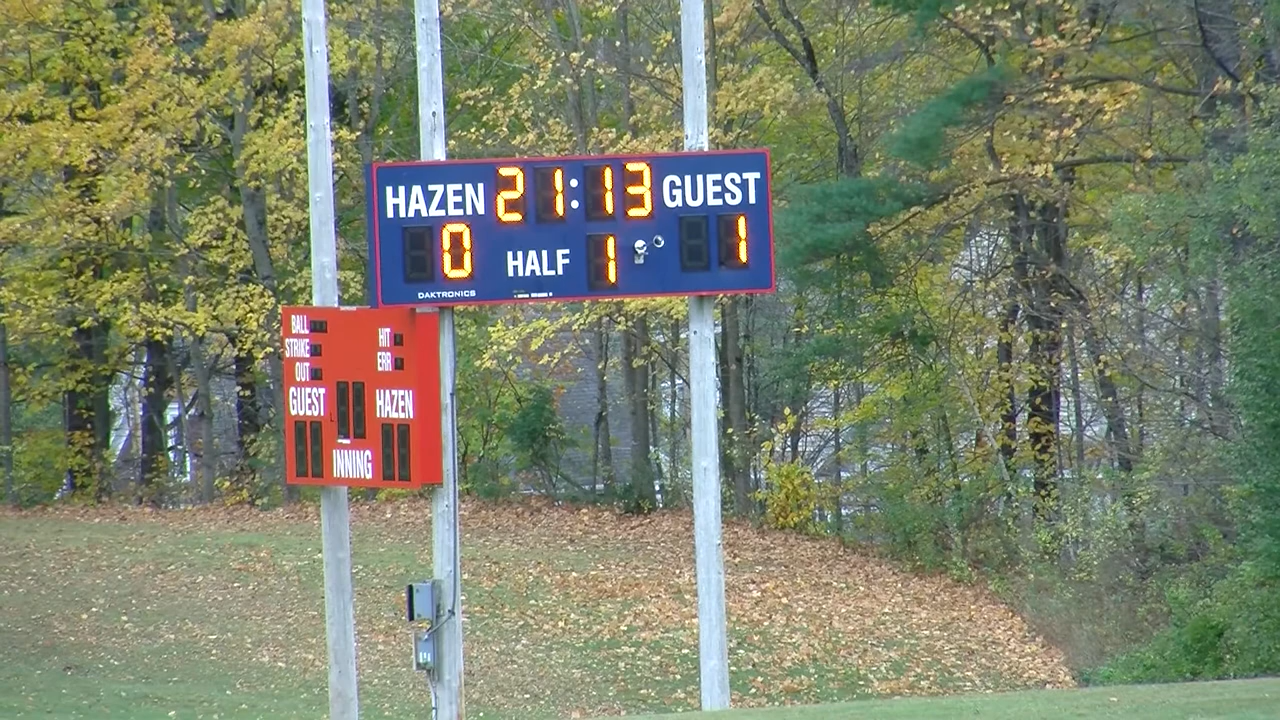 HAZEN 21:13 GUEST
0 HALF 1 1
DAKTRONICS
BALL HIT
STRIKE ERR
OUT
GUEST HAZEN
INNING